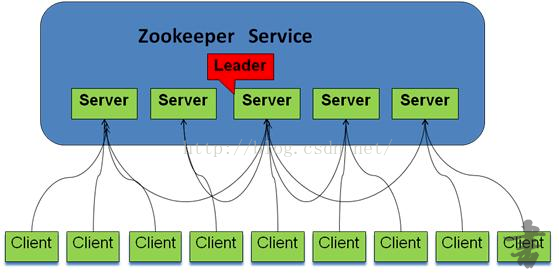 Zookeeper Service
Leader
Server Server Server Server Server
http://blog.csdn.net/
Client Client Client Client Client Client Client Client Client